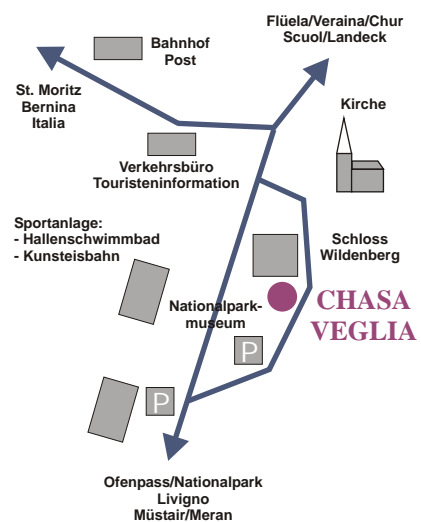 Flüela/Veraina/Chur
Scuol/Landeck
Bahnhof
Post
St. Moritz
Bernina
Italia
Kirche
Verkehrsbüro
Touristeninformation
Sportanlage:
- Hallenschwimmbad
- Kunsteisbahn
Schloss
Wildenberg
Nationalpark-
museum
CHASA
VEGLIA
P
P
Ofenpass/Nationalpark
Livigno
Müstair/Meran